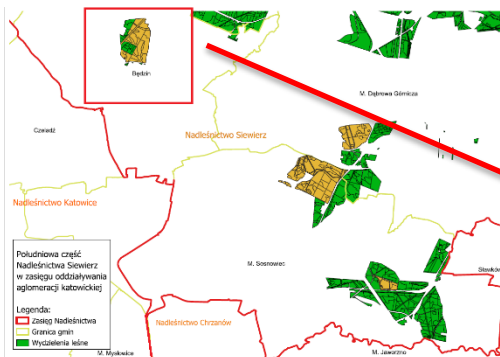 Będzin
M. Dąbrowa Górnicza
Czeladź
Nadleśnictwo Siewierz
Nadleśnictwo Katowice
M. Sosnowiec
Sławków
Południowa część
Nadleśnictwa Siewierz
w zasięgu oddziaływania
aglomeracji katowickiej
Legenda:
Zasięg Nadleśnictwa
Granica gmin
Wydzielenia leśne
Nadleśnictwo Chrzanów
M. Mysłowice
M. Jaworzno